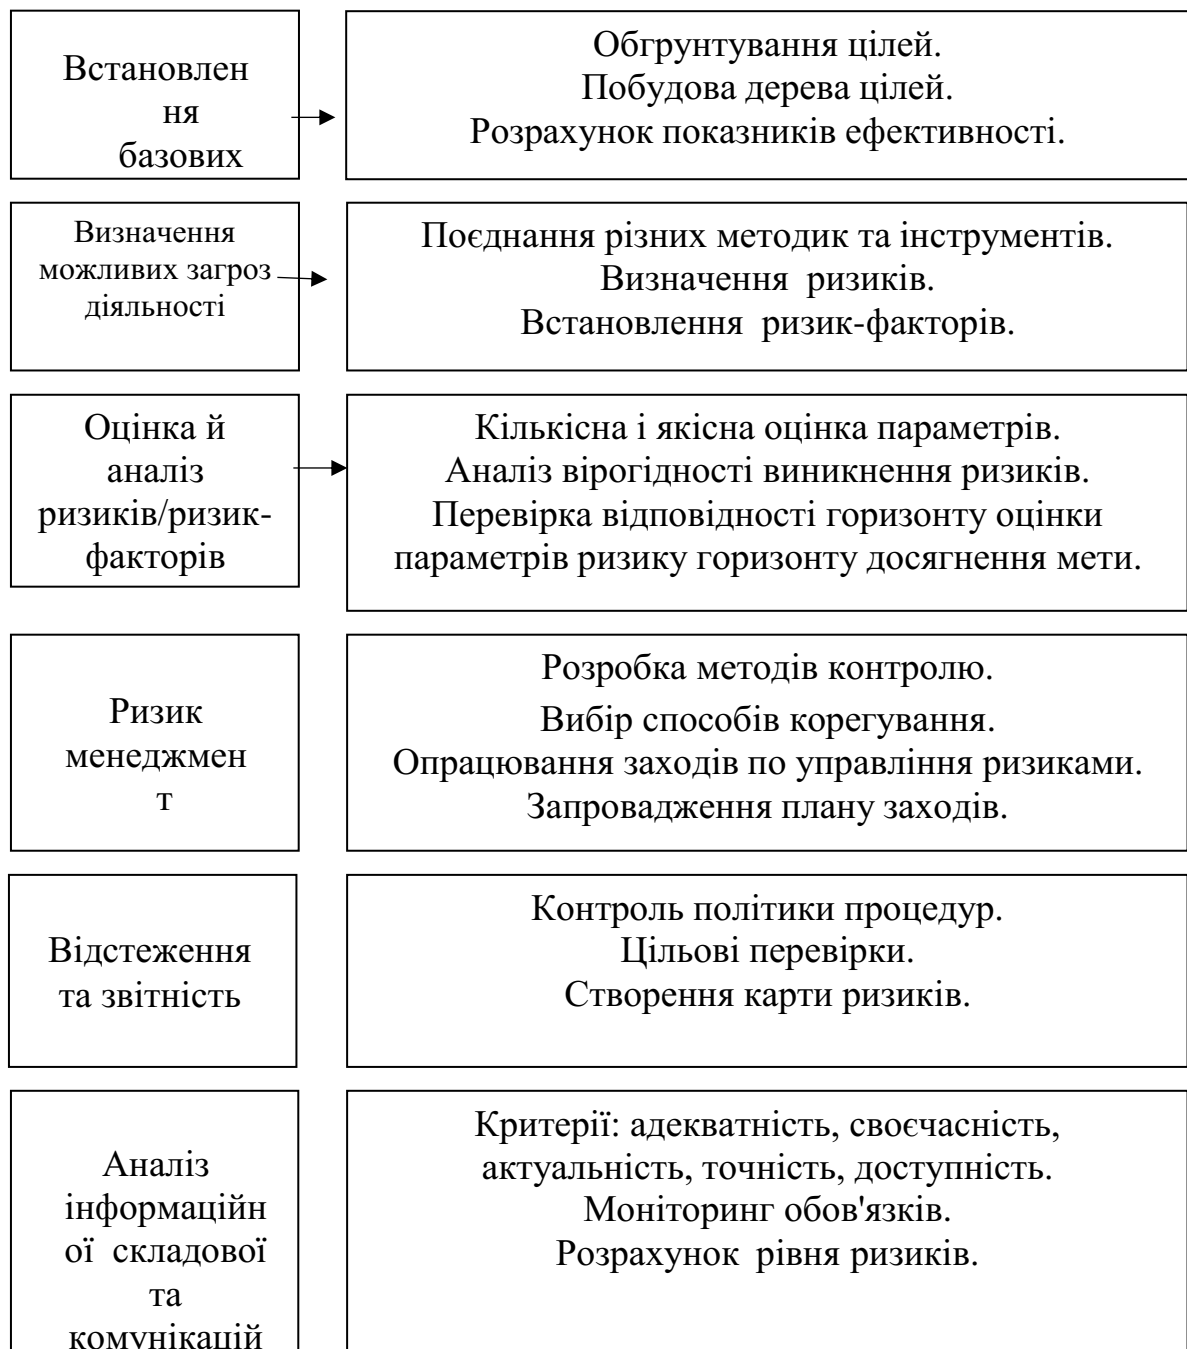 Встановлен
ня
базових
Обгрунтування цілей.
Побудова дерева цілей.
Розрахунок показників ефективності.
Визначення
можливих загроз
діяльності
Поєднання різних методик та інструментів.
Визначення ризиків.
Встановлення ризик-факторів.
Оцінка й
аналіз
ризиків/ризик-
факторів
Кількісна і якісна оцінка параметрів.
Аналіз вірогідності виникнення ризиків.
Перевірка відповідності горизонту оцінки
параметрів ризику горизонту досягнення мети.
Ризик
менеджмен
т
Розробка методів контролю.
Вибір способів корегування.
Опрацювання заходів по управління ризиками.
Запровадження плану заходів.
Відстеження
та звітність
Контроль політики процедур.
Цільові перевірки.
Створення карти ризиків.
Аналіз
інформаційн
ої складової
та
комунікацій
Критерії: адекватність, своєчасність,
актуальність, точність, доступність.
Моніторинг обов'язків.
Розрахунок рівня ризиків.